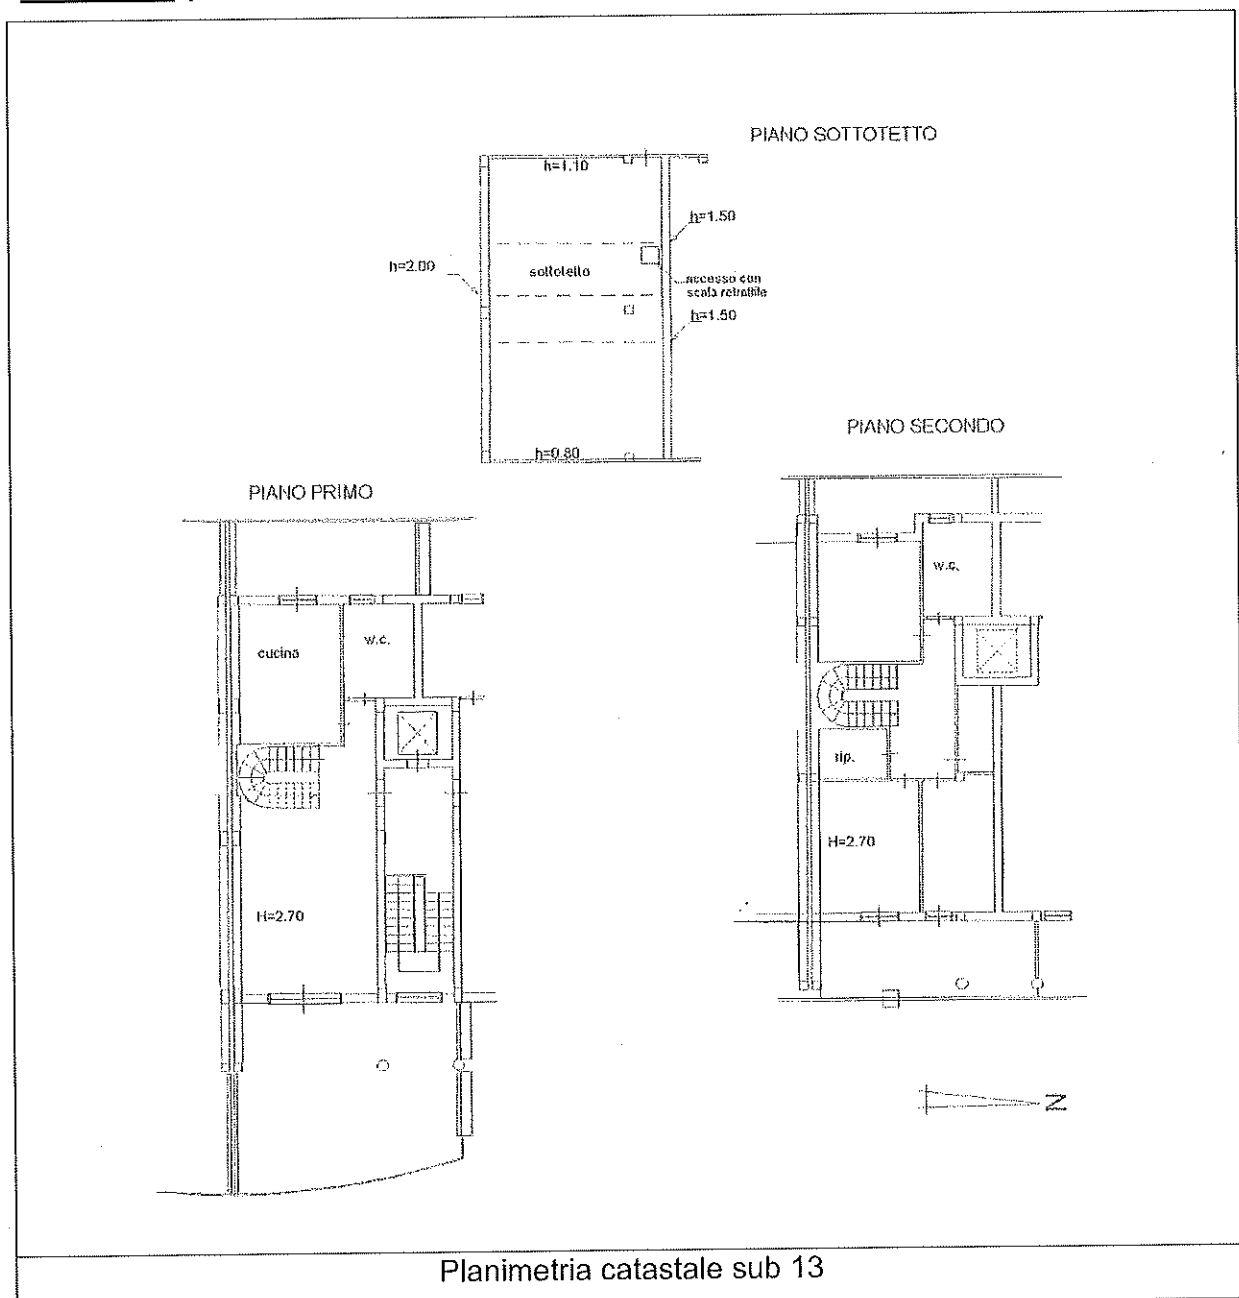 PIANO SOTTOTETTO
h=1.10
h=1.50
h=2.00
sottotetto
accesso con
scala retrattile
h=1.50
h=0.80
PIANO SECONDO
w.c.
rip.
H=2.70
PIANO PRIMO
cucina
w.c.
H=2.70
N
Planimetria catastale sub 13